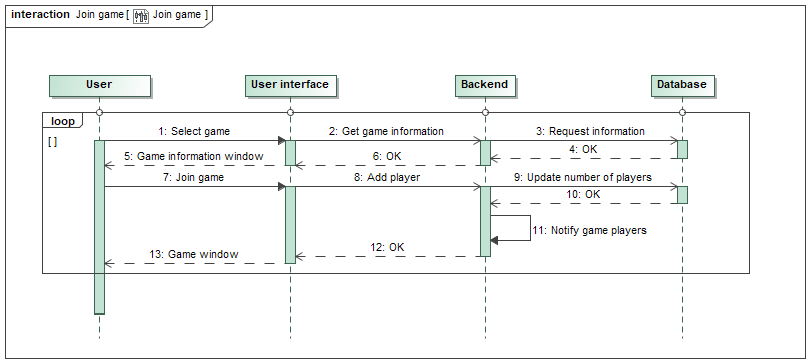 interaction Join game [ Join game ]
User
User interface
Backend
Database
loop
[ ]
1: Select game
2: Get game information
3: Request information
4: OK
5: Game information window
6: OK
7: Join game
8: Add player
9: Update number of players
10: OK
11: Notify game players
12: OK
13: Game window